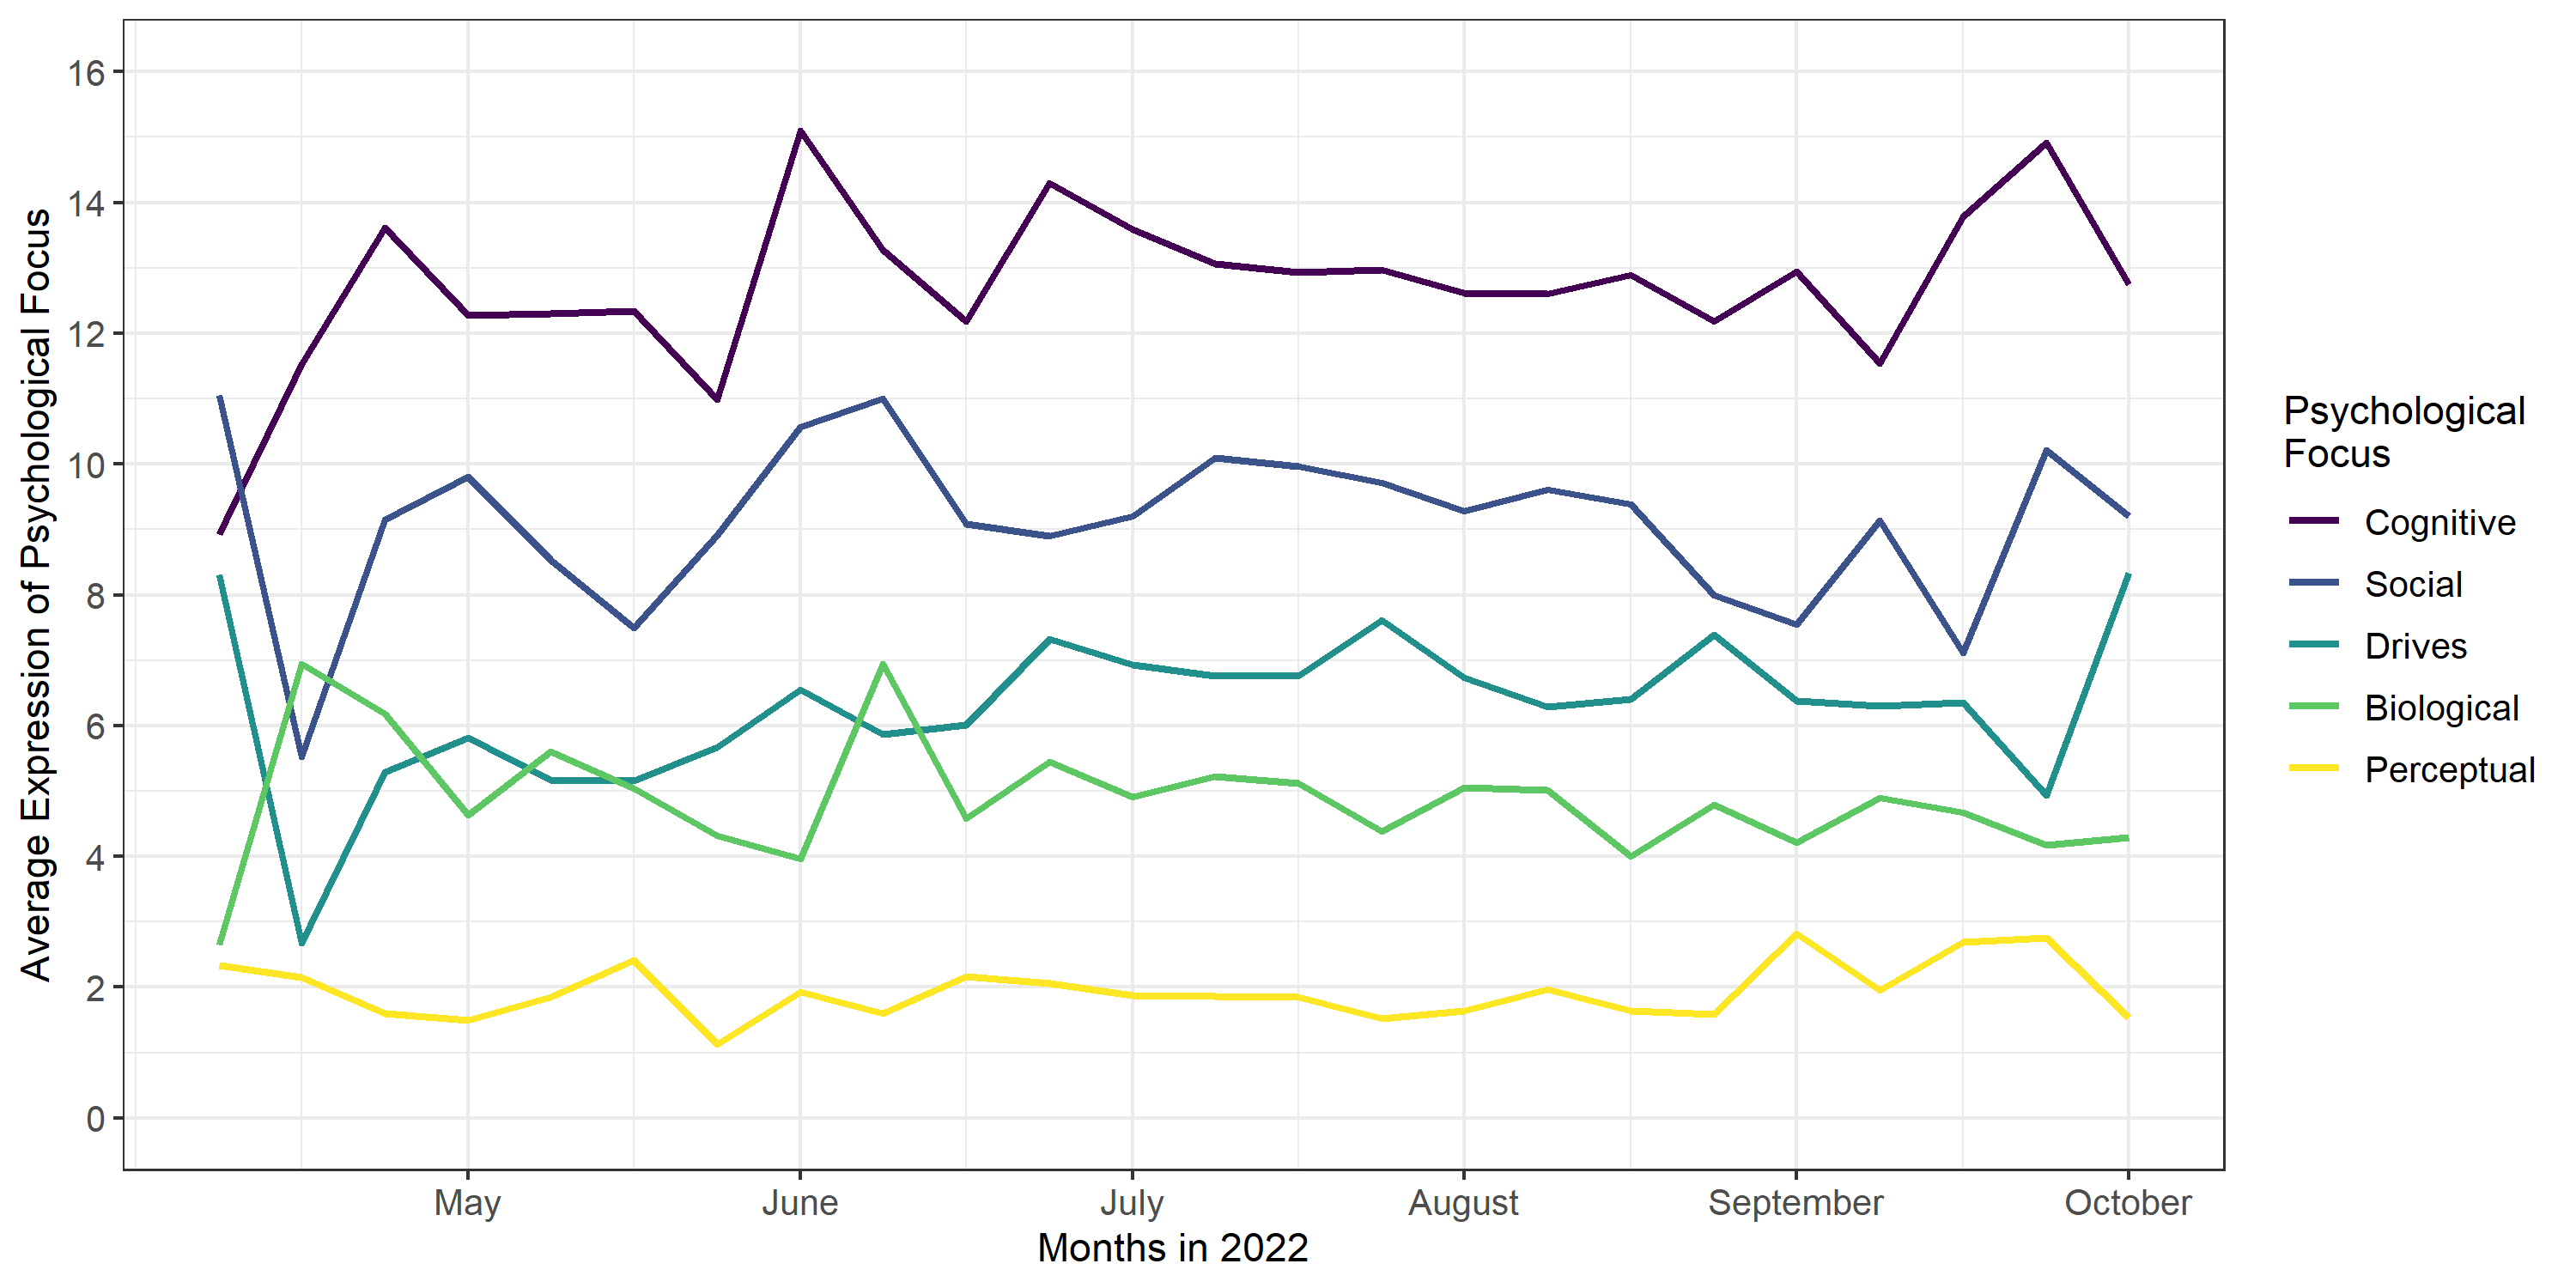 Average Expression of Psychological Focus
16
14
12
10
8
6
4
2
0
May
June
July
August
September
October
Months in 2022
Psychological
Focus
Cognitive
Social
Drives
Biological
Perceptual